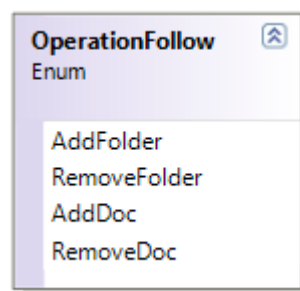 OperationFollow
Enum
AddFolder
RemoveFolder
AddDoc
RemoveDoc